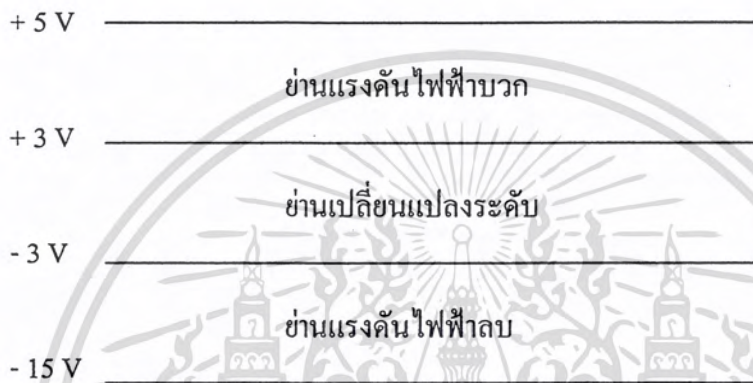 + 5 V
ย่านแรงดันไฟฟ้าบวก
+ 3 V
ย่านเปลี่ยนแปลงระดับ
- 3 V
ย่านแรงดันไฟฟ้าลบ
- 15 V